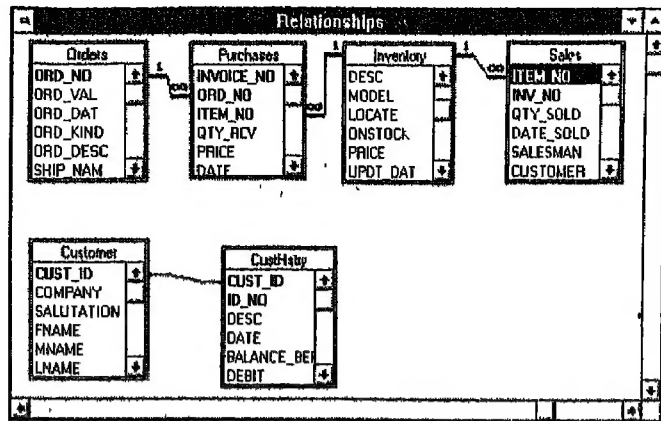 Relationships
Orders
ORD_NO
ORD_VAL
ORD_DAT
ORD_KIND
ORD_DESC
SHIP_NAM
1
∞
Purchases
INVOICE_NO
ORD_NO
ITEM_NO
QTY_RCV
PRICE
DATE
1
∞
Inventory
DESC
MODEL
LOCATE
ONSTOCK
PRICE
UPDT_DAT
1
∞
Sales
ITEM_NO
INV_NO
QTY_SOLD
DATE_SOLD
SALESMAN
CUSTOMER
Customer
CUST_ID
COMPANY
SALUTATION
FNAME
MNAME
LNAME
CustHsty
CUST_ID
ID_NO
DESC
DATE
BALANCE_BEF
DEBIT